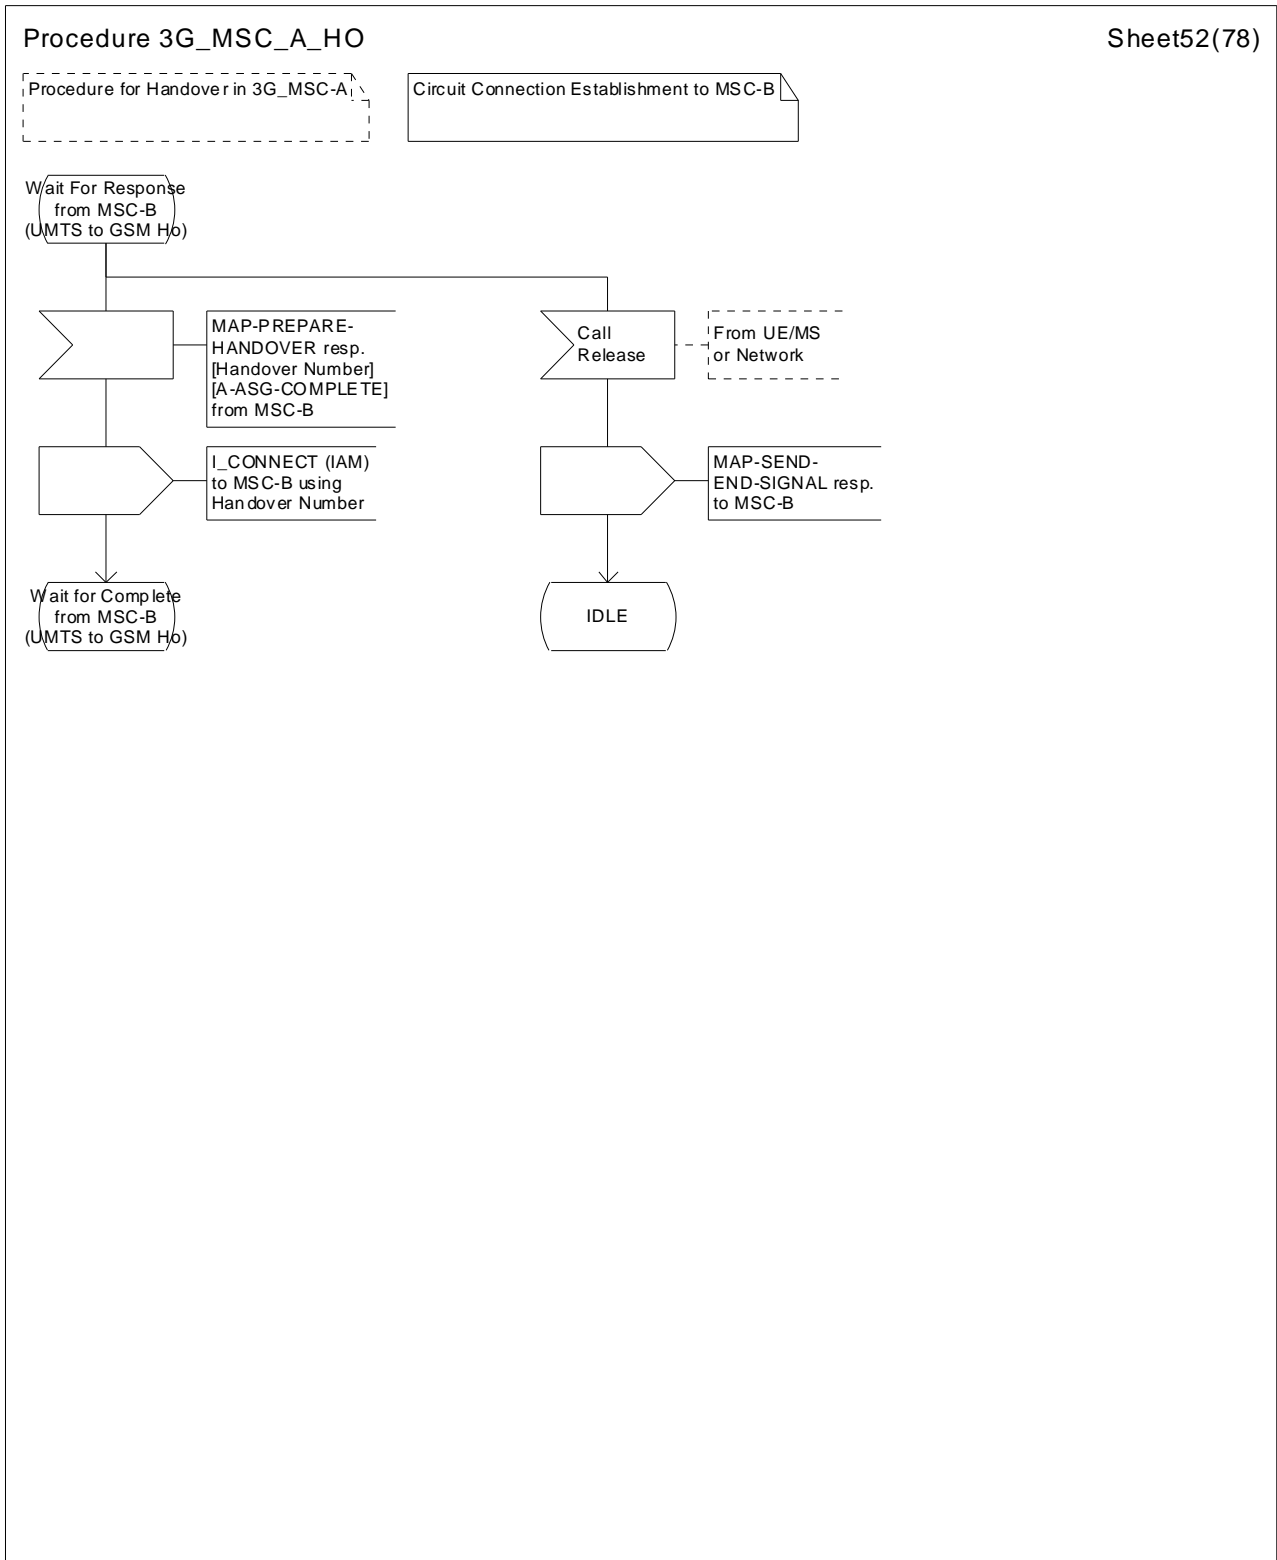 Procedure 3G_MSC_A_HO
Sheet52(78)
Procedure for Handover in 3G_MSC-A
Circuit Connection Establishment to MSC-B
Wait For Response
from MSC-B
(UMTS to GSM Ho)
MAP-PREPARE-
HANDOVER resp.
[Handover Number]
[A-ASG-COMPLETE]
from MSC-B
Call
Release
From UE/MS
or Network
I_CONNECT (IAM)
to MSC-B using
Handover Number
MAP-SEND-
END-SIGNAL resp.
to MSC-B
Wait for Complete
from MSC-B
(UMTS to GSM Ho)
IDLE